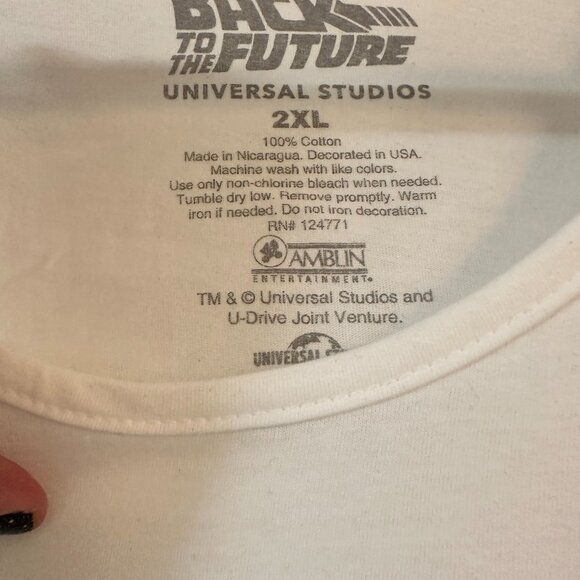 BACK
TO THE FUTURE
UNIVERSAL STUDIOS
2XL
100% Cotton
Made in Nicaragua. Decorated in USA.
Machine wash with like colors.
Use only non-chlorine bleach when needed.
Tumble dry low. Remove promptly. Warm
iron if needed. Do not iron decoration.
RN# 124771
AMBLIN
ENTERTAINMENT
TM & © Universal Studios and
U-Drive Joint Venture.
UNIVERSAL